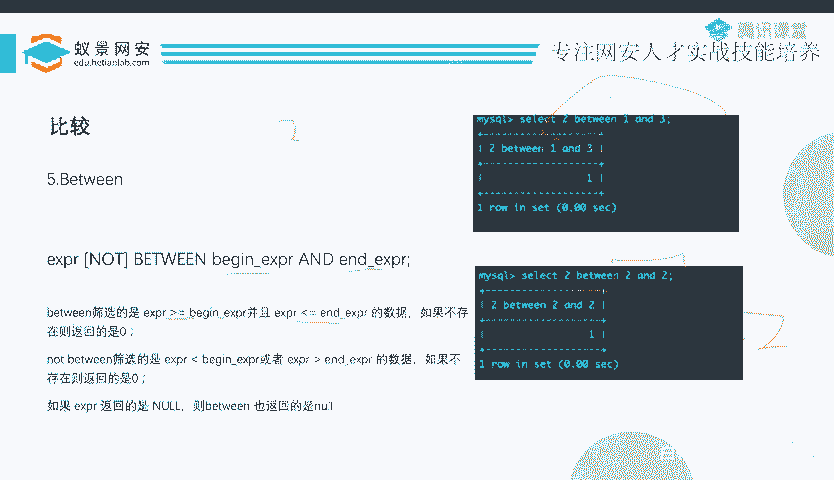 蚁景网安
edu.hetianlab.com
腾讯课堂
专注网安人才实战技能培养
比较
5.Between
expr [NOT] BETWEEN begin_expr AND end_expr;
between筛选的是 expr >= begin_expr并且 expr <= end_expr 的数据，如果不存
在则返回的是0；
not between筛选的是 expr < begin_expr或者 expr > end_expr 的数据，如果不
存在则返回的是0；
如果 expr 返回的是 NULL，则between 也返回的是null
mysql> select 2 between 1 and 3;
+-------------------+
| 2 between 1 and 3 |
+-------------------+
| 1 |
+-------------------+
1 row in set (0.00 sec)
mysql> select 2 between 2 and 2;
+-------------------+
| 2 between 2 and 2 |
+-------------------+
| 1 |
+-------------------+
1 row in set (0.00 sec)